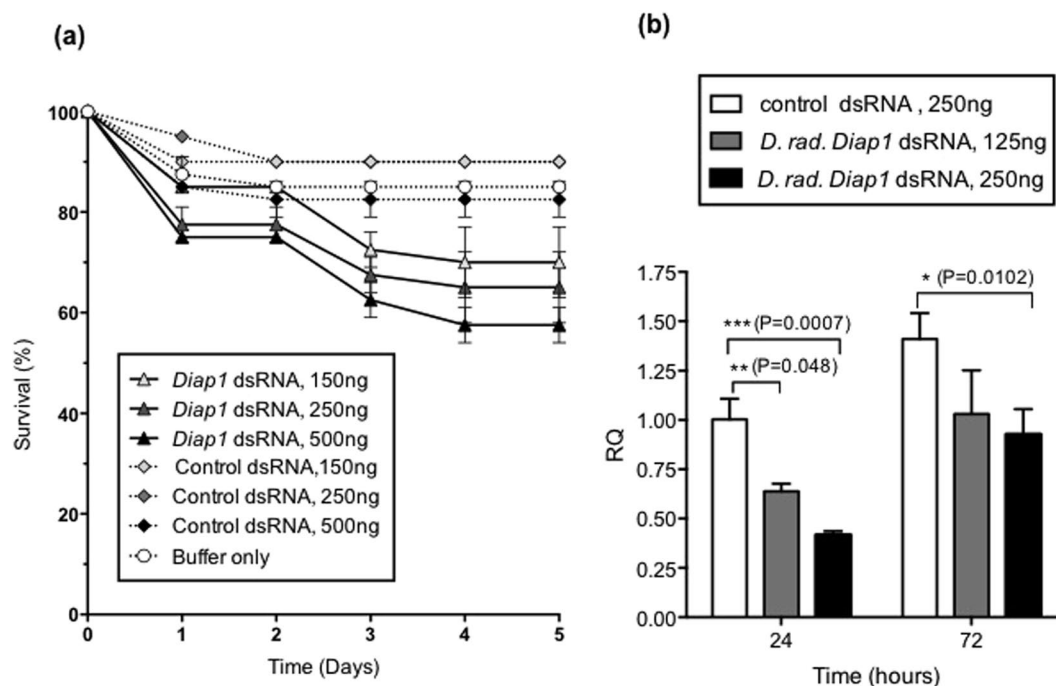 (a)
100
80
60
40
20
0
Survival (%)
Diap1 dsRNA, 150ng
Diap1 dsRNA, 250ng
Diap1 dsRNA, 500ng
Control dsRNA,150ng
Control dsRNA, 250ng
Control dsRNA, 500ng
Buffer only
0 1 2 3 4 5
Time (Days)
(b)
control dsRNA , 250ng
D. rad. Diap1 dsRNA, 125ng
D. rad. Diap1 dsRNA, 250ng
1.75
1.50
1.25
1.00
0.75
0.50
0.25
0.00
RQ
*** (P=0.0007)
** (P=0.048)
* (P=0.0102)
24 72
Time (hours)